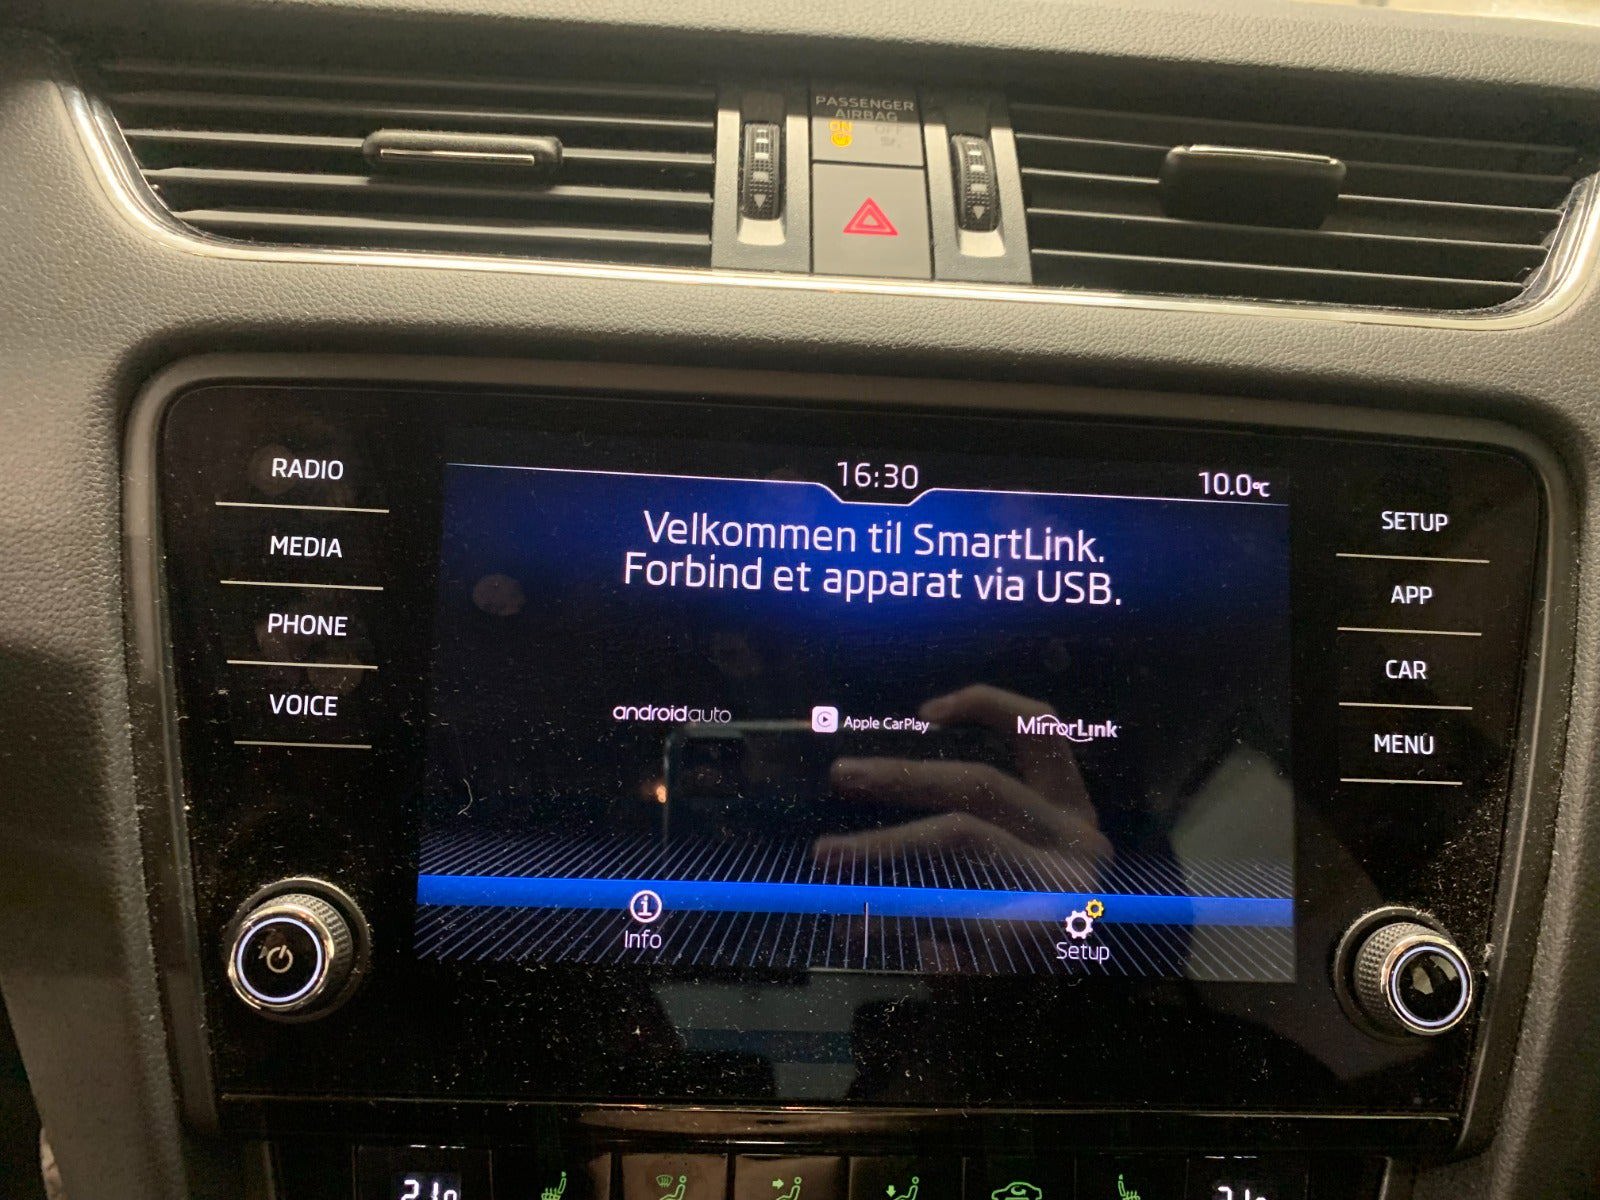 PASSENGER
AIRBAG
ON OFF
16:30
10.0°C
RADIO
MEDIA
PHONE
VOICE
Velkommen til SmartLink.
Forbind et apparat via USB.
androidauto
Apple CarPlay
MirrorLink
Info
Setup
SETUP
APP
CAR
MENU